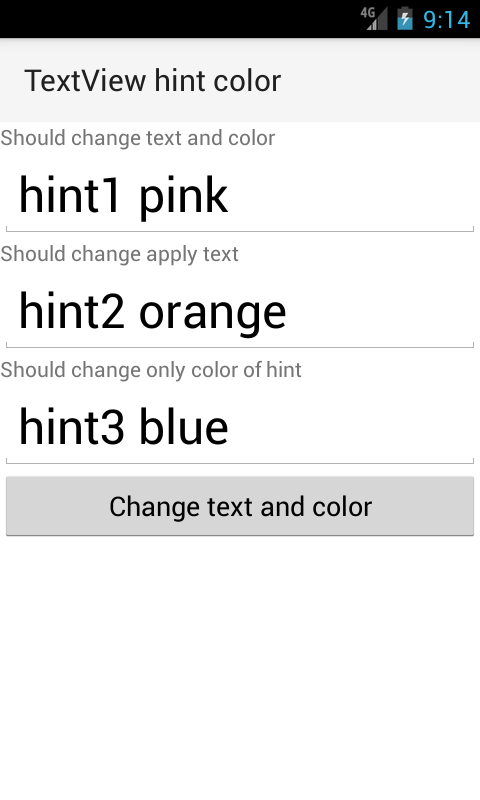 4G 9:14
TextView hint color
Should change text and color
hint1 pink
Should change apply text
hint2 orange
Should change only color of hint
hint3 blue
Change text and color